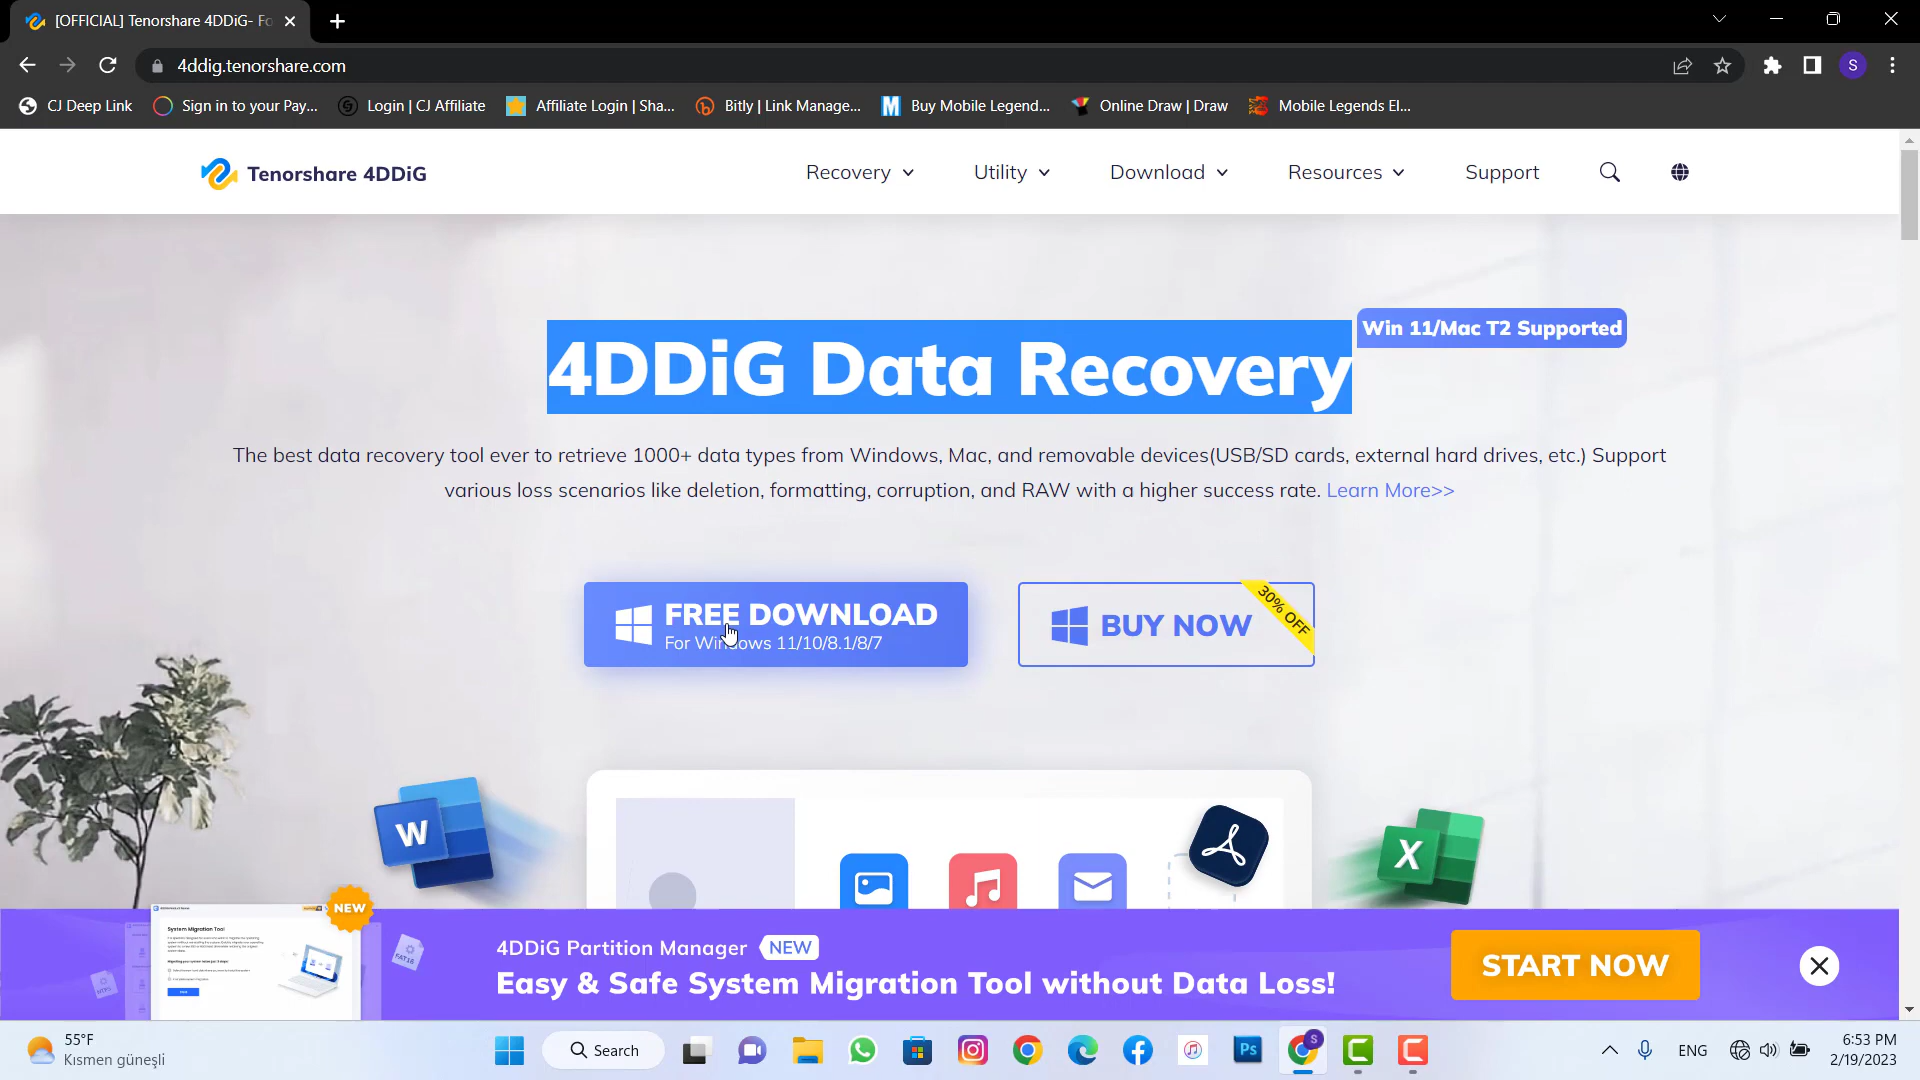 [OFFICIAL] Tenorshare 4DDiG- Fo
4ddig.tenorshare.com
S
CJ Deep Link
Sign in to your Pay...
Login | CJ Affiliate
Affiliate Login | Sha...
Bitly | Link Manage...
Buy Mobile Legend...
Online Draw | Draw
Mobile Legends El...
Tenorshare 4DDiG
Recovery
Utility
Download
Resources
Support
4DDiG Data Recovery
Win 11/Mac T2 Supported
The best data recovery tool ever to retrieve 1000+ data types from Windows, Mac, and removable devices(USB/SD cards, external hard drives, etc.) Support
various loss scenarios like deletion, formatting, corruption, and RAW with a higher success rate. Learn More>>
FREE DOWNLOAD
For Windows 11/10/8.1/8/7
BUY NOW
30% OFF
W
X
NEW
System Migration Tool
FAT18
4DDiG Partition Manager NEW
Easy & Safe System Migration Tool without Data Loss!
START NOW
55°F
Kısmen güneşli
Search
Ps
S
ENG
6:53 PM
2/19/2023